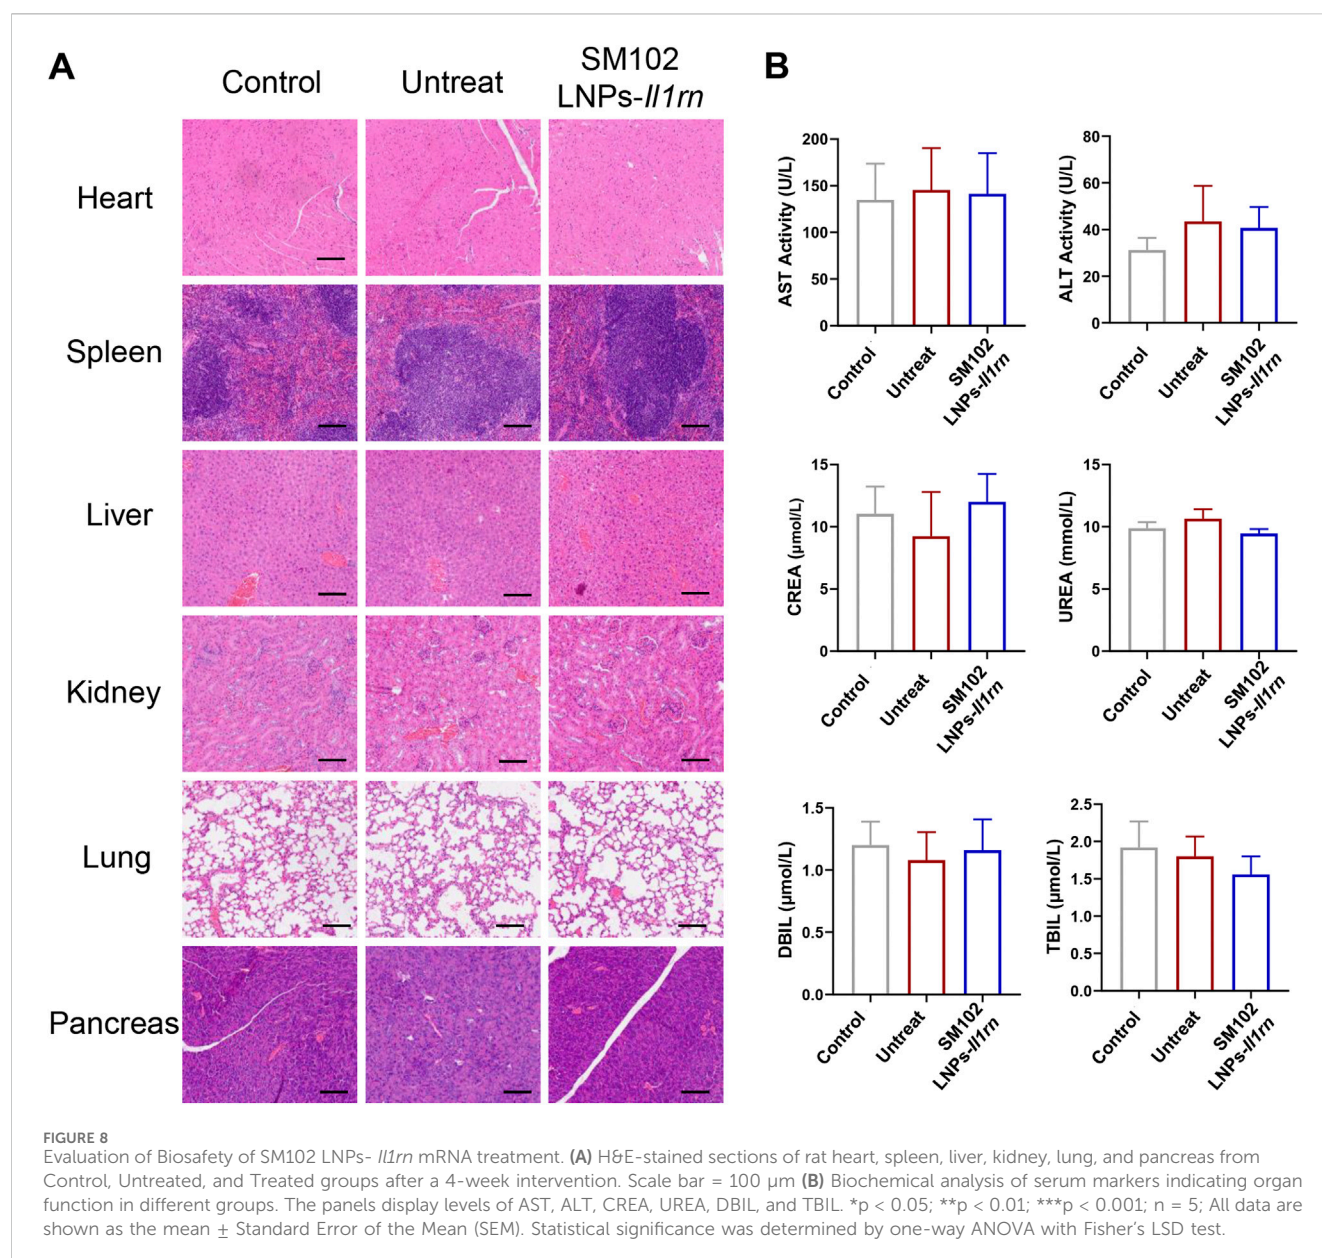 A
Control
Untreat
SM102
LNPs-Il1rn
Heart
Spleen
Liver
Kidney
Lung
Pancreas
B
AST Activity (U/L)
200
150
100
50
0
Control
Untreat
SM102
LNPs-Il1rn
ALT Activity (U/L)
80
60
40
20
0
Control
Untreat
SM102
LNPs-Il1rn
CREA (μmol/L)
15
10
5
0
Control
Untreat
SM102
LNPs-Il1rn
UREA (mmol/L)
15
10
5
0
Control
Untreat
SM102
LNPs-Il1rn
DBIL (μmol/L)
1.5
1.0
0.5
0.0
Control
Untreat
SM102
LNPs-Il1rn
TBIL (μmol/L)
2.5
2.0
1.5
1.0
0.5
0.0
Control
Untreat
SM102
LNPs-Il1rn
FIGURE 8
Evaluation of Biosafety of SM102 LNPs- Il1rn mRNA treatment. (A) H&E-stained sections of rat heart, spleen, liver, kidney, lung, and pancreas from
Control, Untreated, and Treated groups after a 4-week intervention. Scale bar = 100 μm (B) Biochemical analysis of serum markers indicating organ
function in different groups. The panels display levels of AST, ALT, CREA, UREA, DBIL, and TBIL. *p < 0.05; **p < 0.01; ***p < 0.001; n = 5; All data are
shown as the mean ± Standard Error of the Mean (SEM). Statistical significance was determined by one-way ANOVA with Fisher's LSD test.